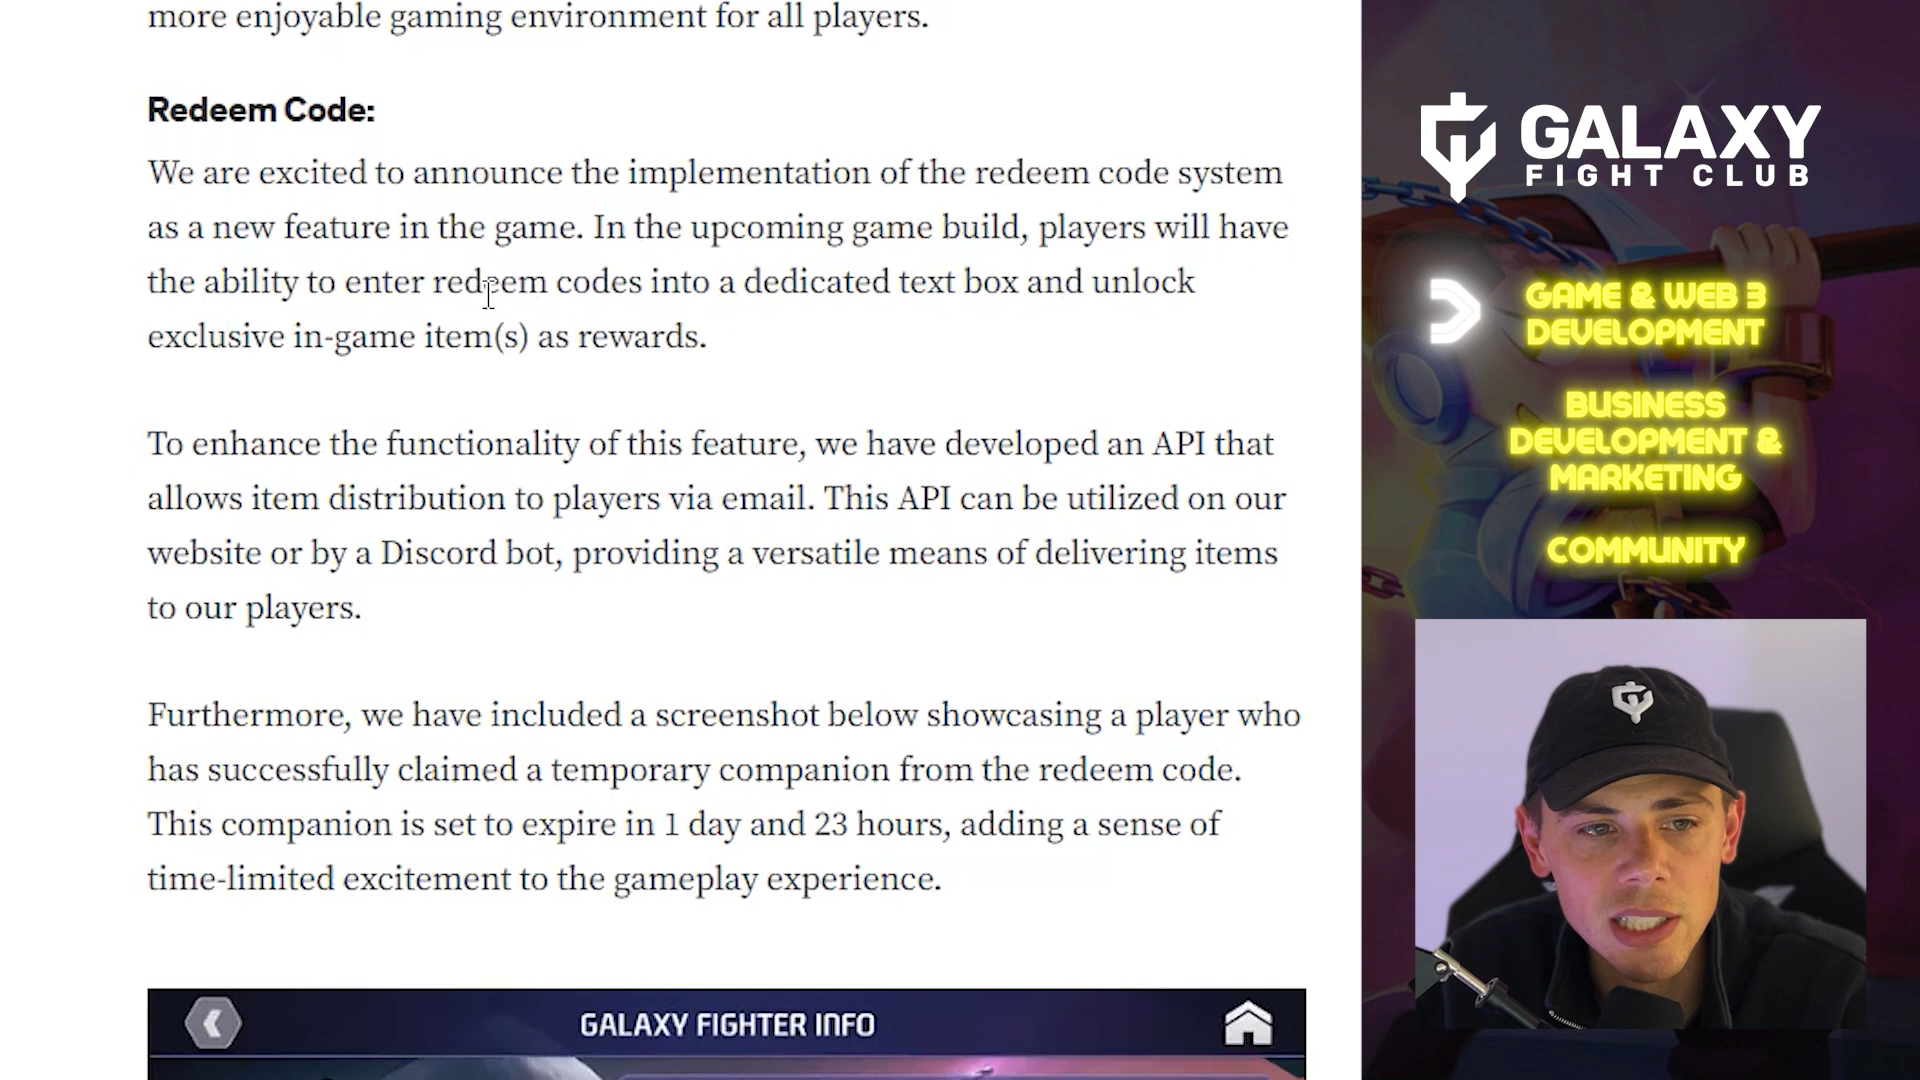 more enjoyable gaming environment for all players.
Redeem Code:
We are excited to announce the implementation of the redeem code system
as a new feature in the game. In the upcoming game build, players will have
the ability to enter redeem codes into a dedicated text box and unlock
exclusive in-game item(s) as rewards.
To enhance the functionality of this feature, we have developed an API that
allows item distribution to players via email. This API can be utilized on our
website or by a Discord bot, providing a versatile means of delivering items
to our players.
Furthermore, we have included a screenshot below showcasing a player who
has successfully claimed a temporary companion from the redeem code.
This companion is set to expire in 1 day and 23 hours, adding a sense of
time-limited excitement to the gameplay experience.
GALAXY FIGHTER INFO
GALAXY
FIGHT CLUB
GAME & WEB 3
DEVELOPMENT
BUSINESS
DEVELOPMENT &
MARKETING
COMMUNITY